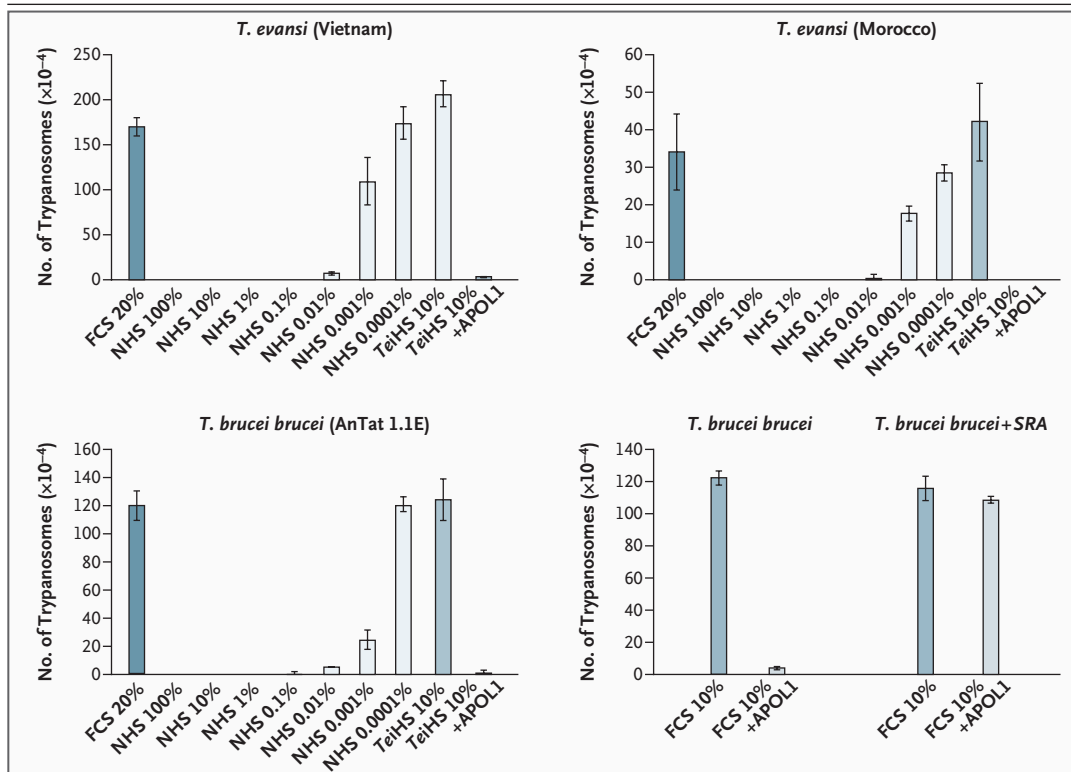 T. evansi (Vietnam)
No. of Trypanosomes (×10⁻⁴)
250
200
150
100
50
0
FCS 20%
NHS 100%
NHS 10%
NHS 1%
NHS 0.1%
NHS 0.01%
NHS 0.001%
NHS 0.0001%
TeiHS 10%
TeiHS 10%
+APOL1
T. evansi (Morocco)
No. of Trypanosomes (×10⁻⁴)
60
50
40
30
20
10
0
FCS 20%
NHS 100%
NHS 10%
NHS 1%
NHS 0.1%
NHS 0.01%
NHS 0.001%
NHS 0.0001%
TeiHS 10%
TeiHS 10%
+APOL1
T. brucei brucei (AnTat 1.1E)
No. of Trypanosomes (×10⁻⁴)
160
140
120
100
80
60
40
20
0
FCS 20%
NHS 100%
NHS 10%
NHS 1%
NHS 0.1%
NHS 0.01%
NHS 0.001%
NHS 0.0001%
TeiHS 10%
TeiHS 10%
+APOL1
T. brucei brucei
T. brucei brucei+SRA
No. of Trypanosomes (×10⁻⁴)
140
120
100
80
60
40
20
0
FCS 10%
FCS 10%
+APOL1
FCS 10%
FCS 10%
+APOL1